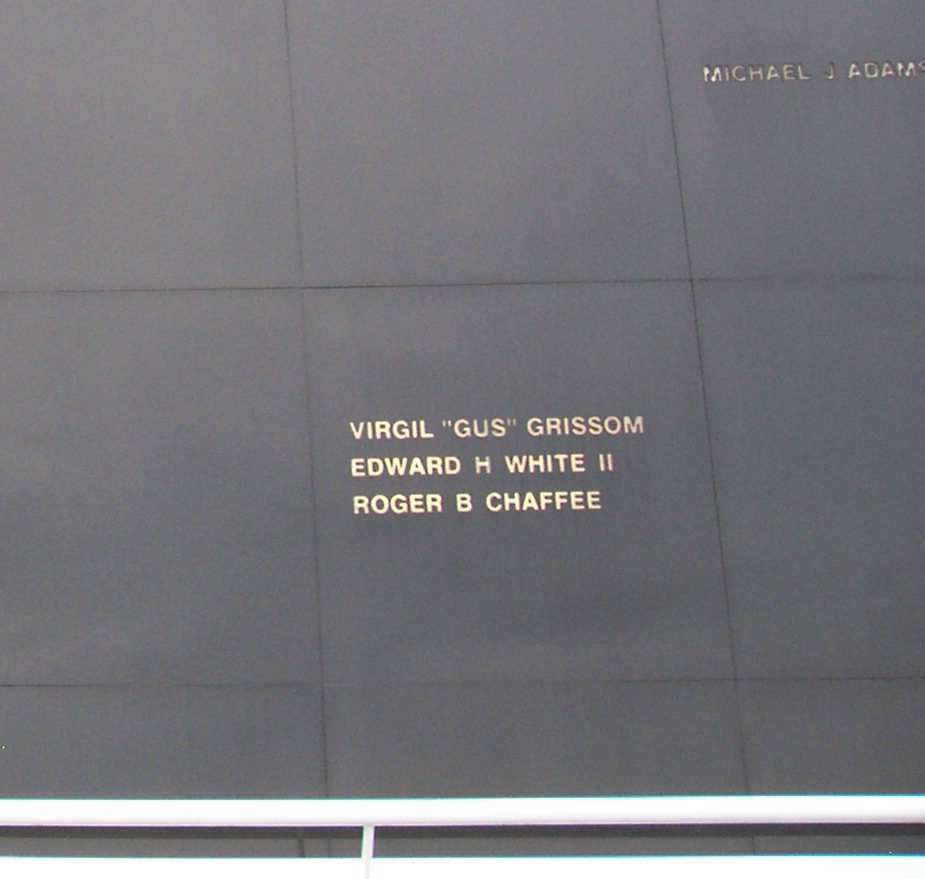 MICHAEL J ADAMS
VIRGIL "GUS" GRISSOM
EDWARD H WHITE II
ROGER B CHAFFEE